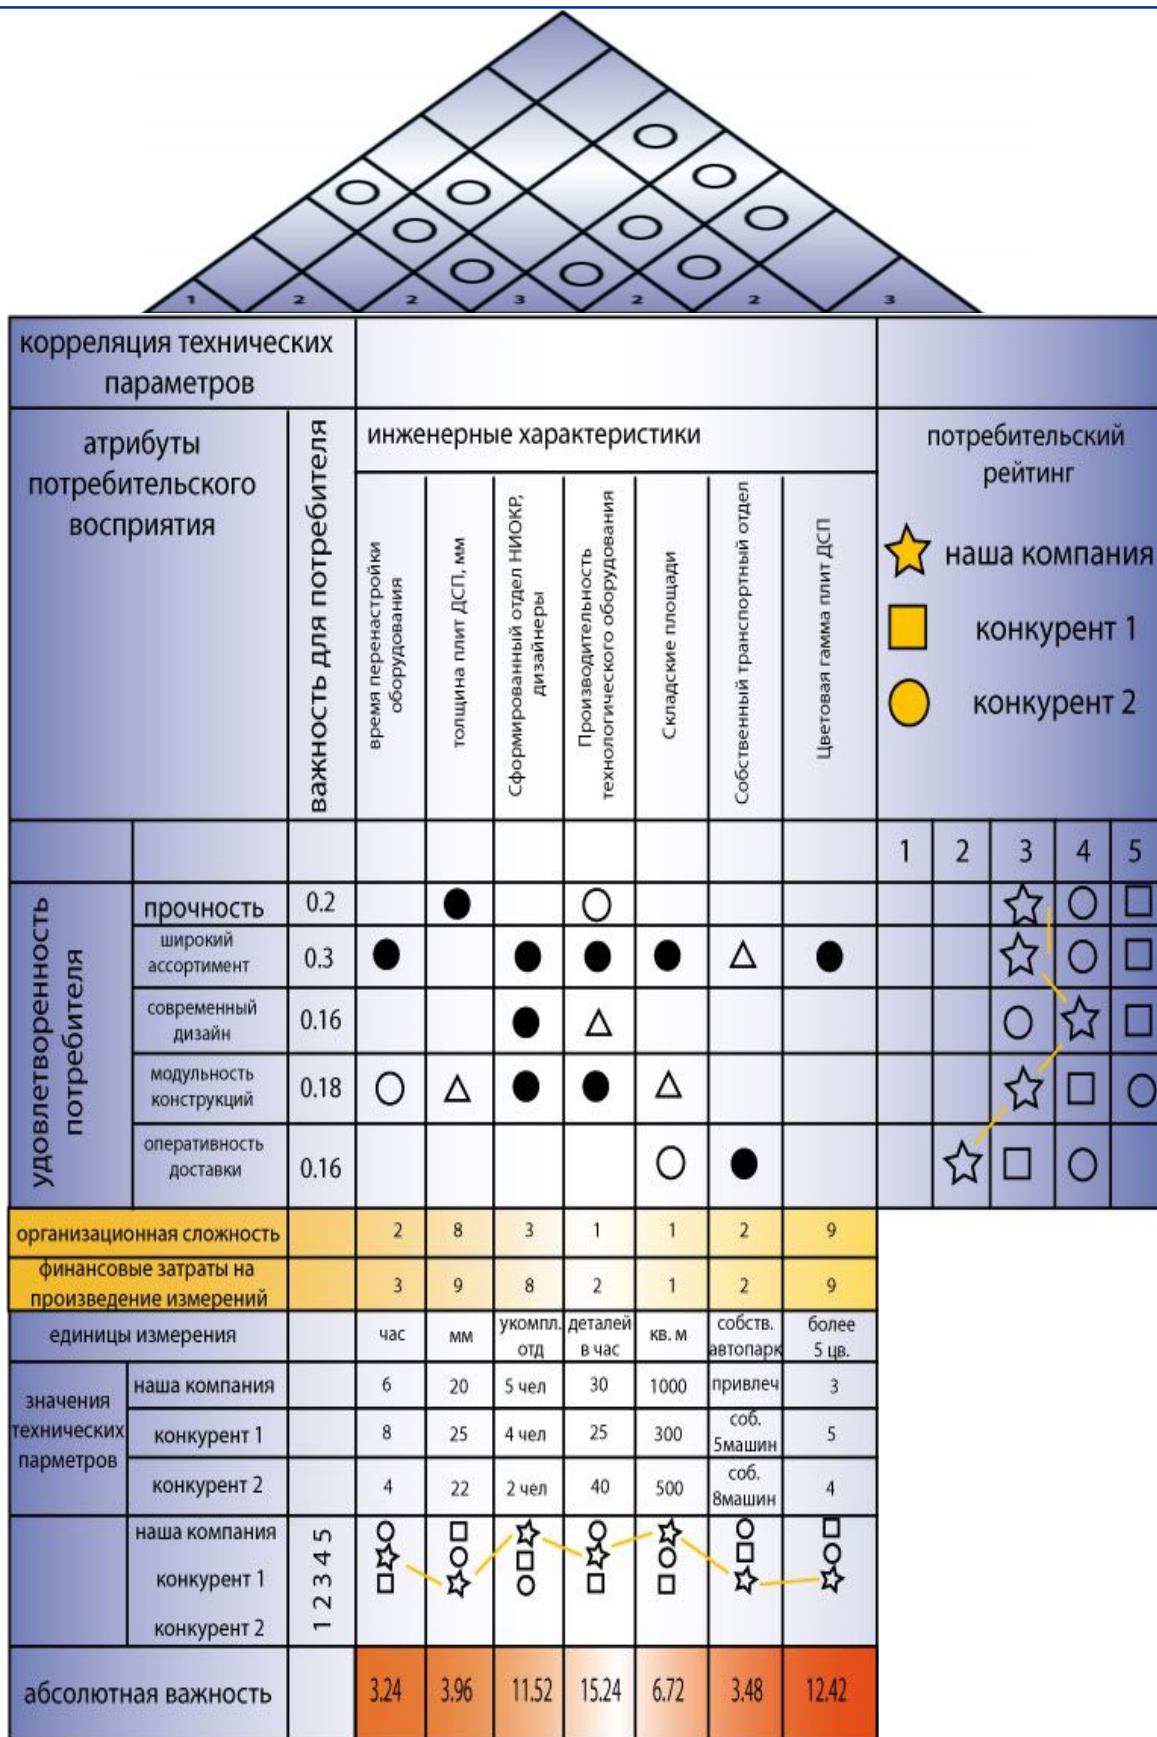 1 2 2 3 2 2 3
корреляция технических
параметров
атрибуты
потребительского
восприятия
важность для потребителя
инженерные характеристики
время перенастройки
оборудования
толщина плит ДСП, мм
Сформированный отдел НИОКР,
дизайнеры
Производительность
технологического оборудования
Складские площади
Собственный транспортный отдел
Цветовая гамма плит ДСП
потребительский
рейтинг
наша компания
конкурент 1
конкурент 2
1 2 3 4 5
удовлетворенность
потребителя
прочность 0.2
широкий
ассортимент
0.3
современный
дизайн
0.16
модульность
конструкций
0.18
оперативность
доставки
0.16
организационная сложность 2 8 3 1 1 2 9
финансовые затраты на
произведение измерений
3 9 8 2 1 2 9
единицы измерения
час
мм
укомпл.
отд
деталей
в час
кв. м
собств.
автопарк
более
5 цв.
значения
технических
парметров
наша компания 6 20 5 чел 30 1000 привлеч 3
конкурент 1 8 25 4 чел 25 300
соб.
5машин
5
конкурент 2 4 22 2 чел 40 500
соб.
8машин
4
наша компания
конкурент 1
конкурент 2
1 2 3 4 5
абсолютная важность 3.24 3.96 11.52 15.24 6.72 3.48 12.42